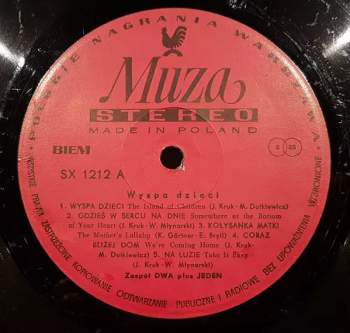 POLSKIE NAGRANIA WARSZAWA
Muza
STEREO
MADE IN POLAND
BIEM
S 33
SX 1212 A
Wyspa dzieci
1. WYSPA DZIECI The Island of Children (J. Kruk - M. Dutkiewicz)
2. GDZIEŚ W SERCU NA DNIE Somewhere at the Bottom
of Your Heart (J. Kruk - W. Młynarski) 3. KOŁYSANKA MATKI
The Mother's Lullaby (K. Gärtner - E. Bryll) 4. CORAZ
BLIŻEJ DOM We're Coming Home (J. Kruk - M.
Dutkiewicz) 5. NA LUZIE Take It Easy
(J. Kruk - W. Młynarski)
Zespół DWA plus JEDEN
WSZYSTKIE PRAWA ZASTRZEŻONE KOPIOWANIE ODTWARZANIE PUBLICZNE I RADIOWE BEZ UPOWAŻNIENIA WZBRONIONE